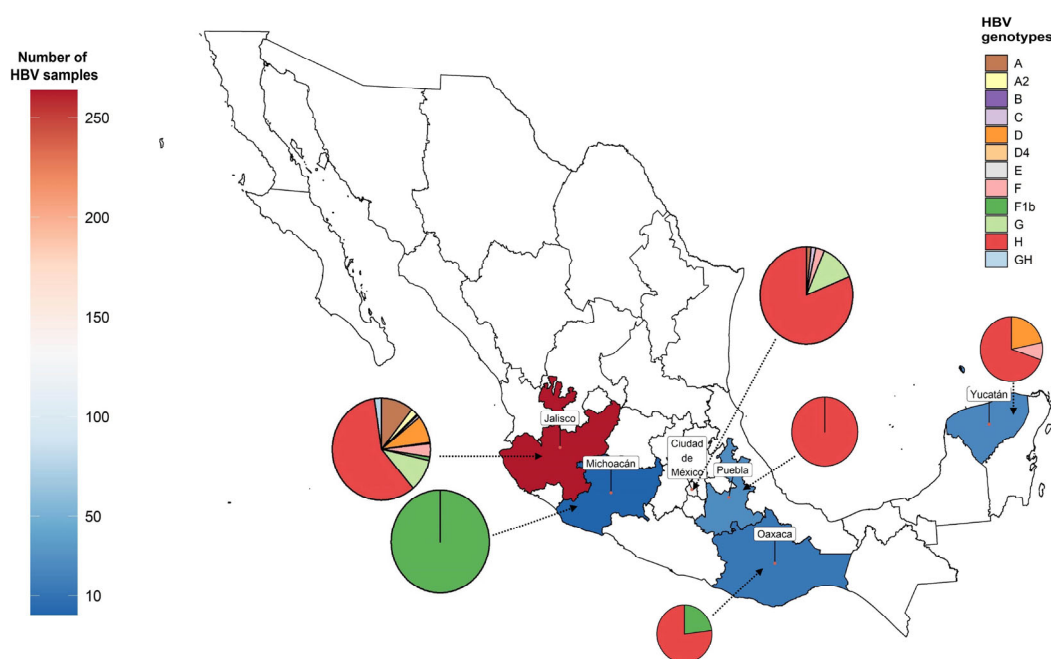 Number of
HBV samples
250
200
150
100
50
10
HBV
genotypes
A
A2
B
C
D
D4
E
F
F1b
G
H
GH
Jalisco
Michoacán
Ciudad
de
México
Puebla
Oaxaca
Yucatán